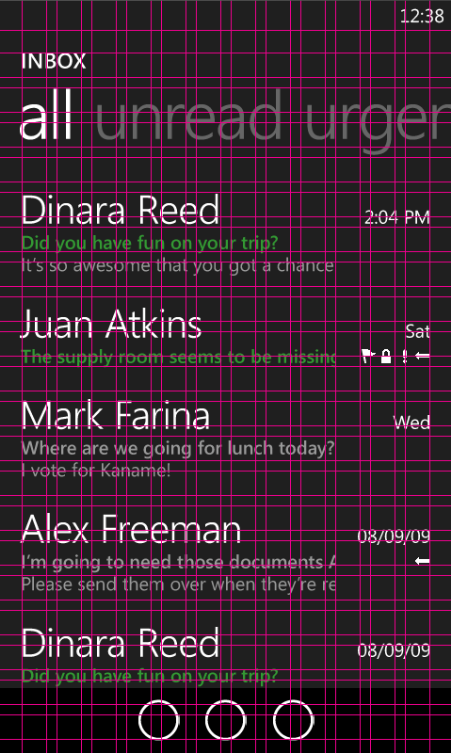 12:38
INBOX
all unread urgen
Dinara Reed
2:04 PM
Did you have fun on your trip?
It's so awesome that you got a chance
Juan Atkins
Sat
The supply room seems to be missing
Mark Farina
Wed
Where are we going for lunch today?
I vote for Kaname!
Alex Freeman
08/09/09
I'm going to need those documents A
Please send them over when they're re
Dinara Reed
08/09/09
Did you have fun on your trip?